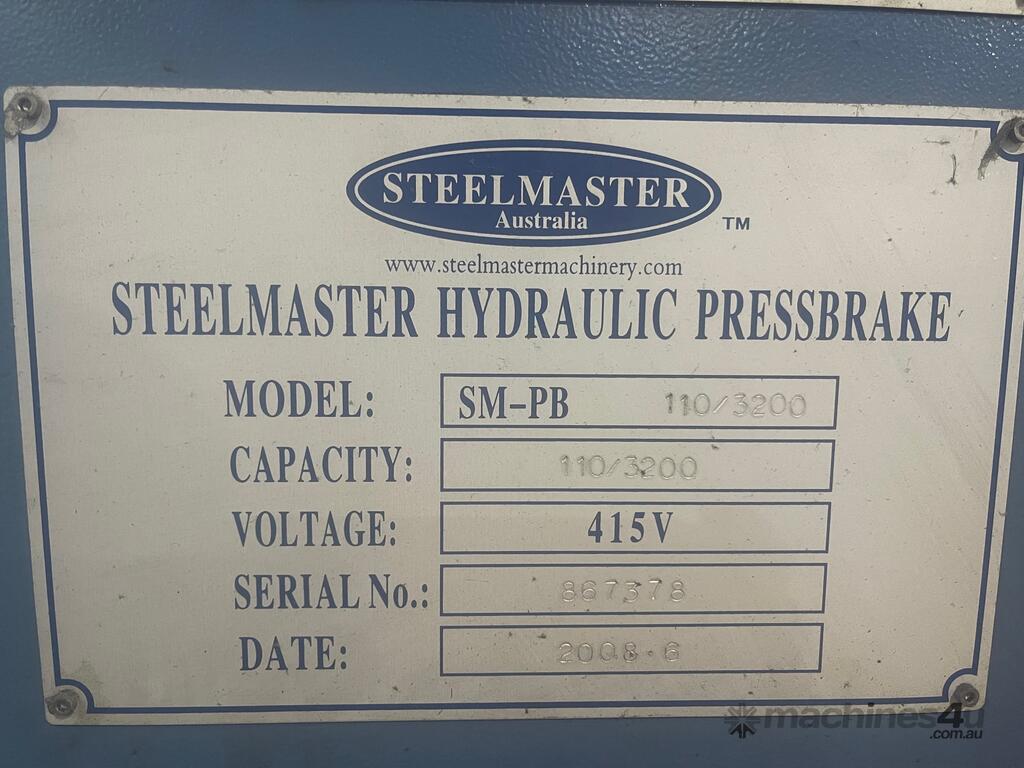 STEELMASTER
Australia
TM
www.steelmastermachinery.com
STEELMASTER HYDRAULIC PRESSBRAKE
MODEL: SM-PB 110/3200
CAPACITY: 110/3200
VOLTAGE: 415V
SERIAL No.: 867378
DATE: 2008.6
machines4u
.com.au